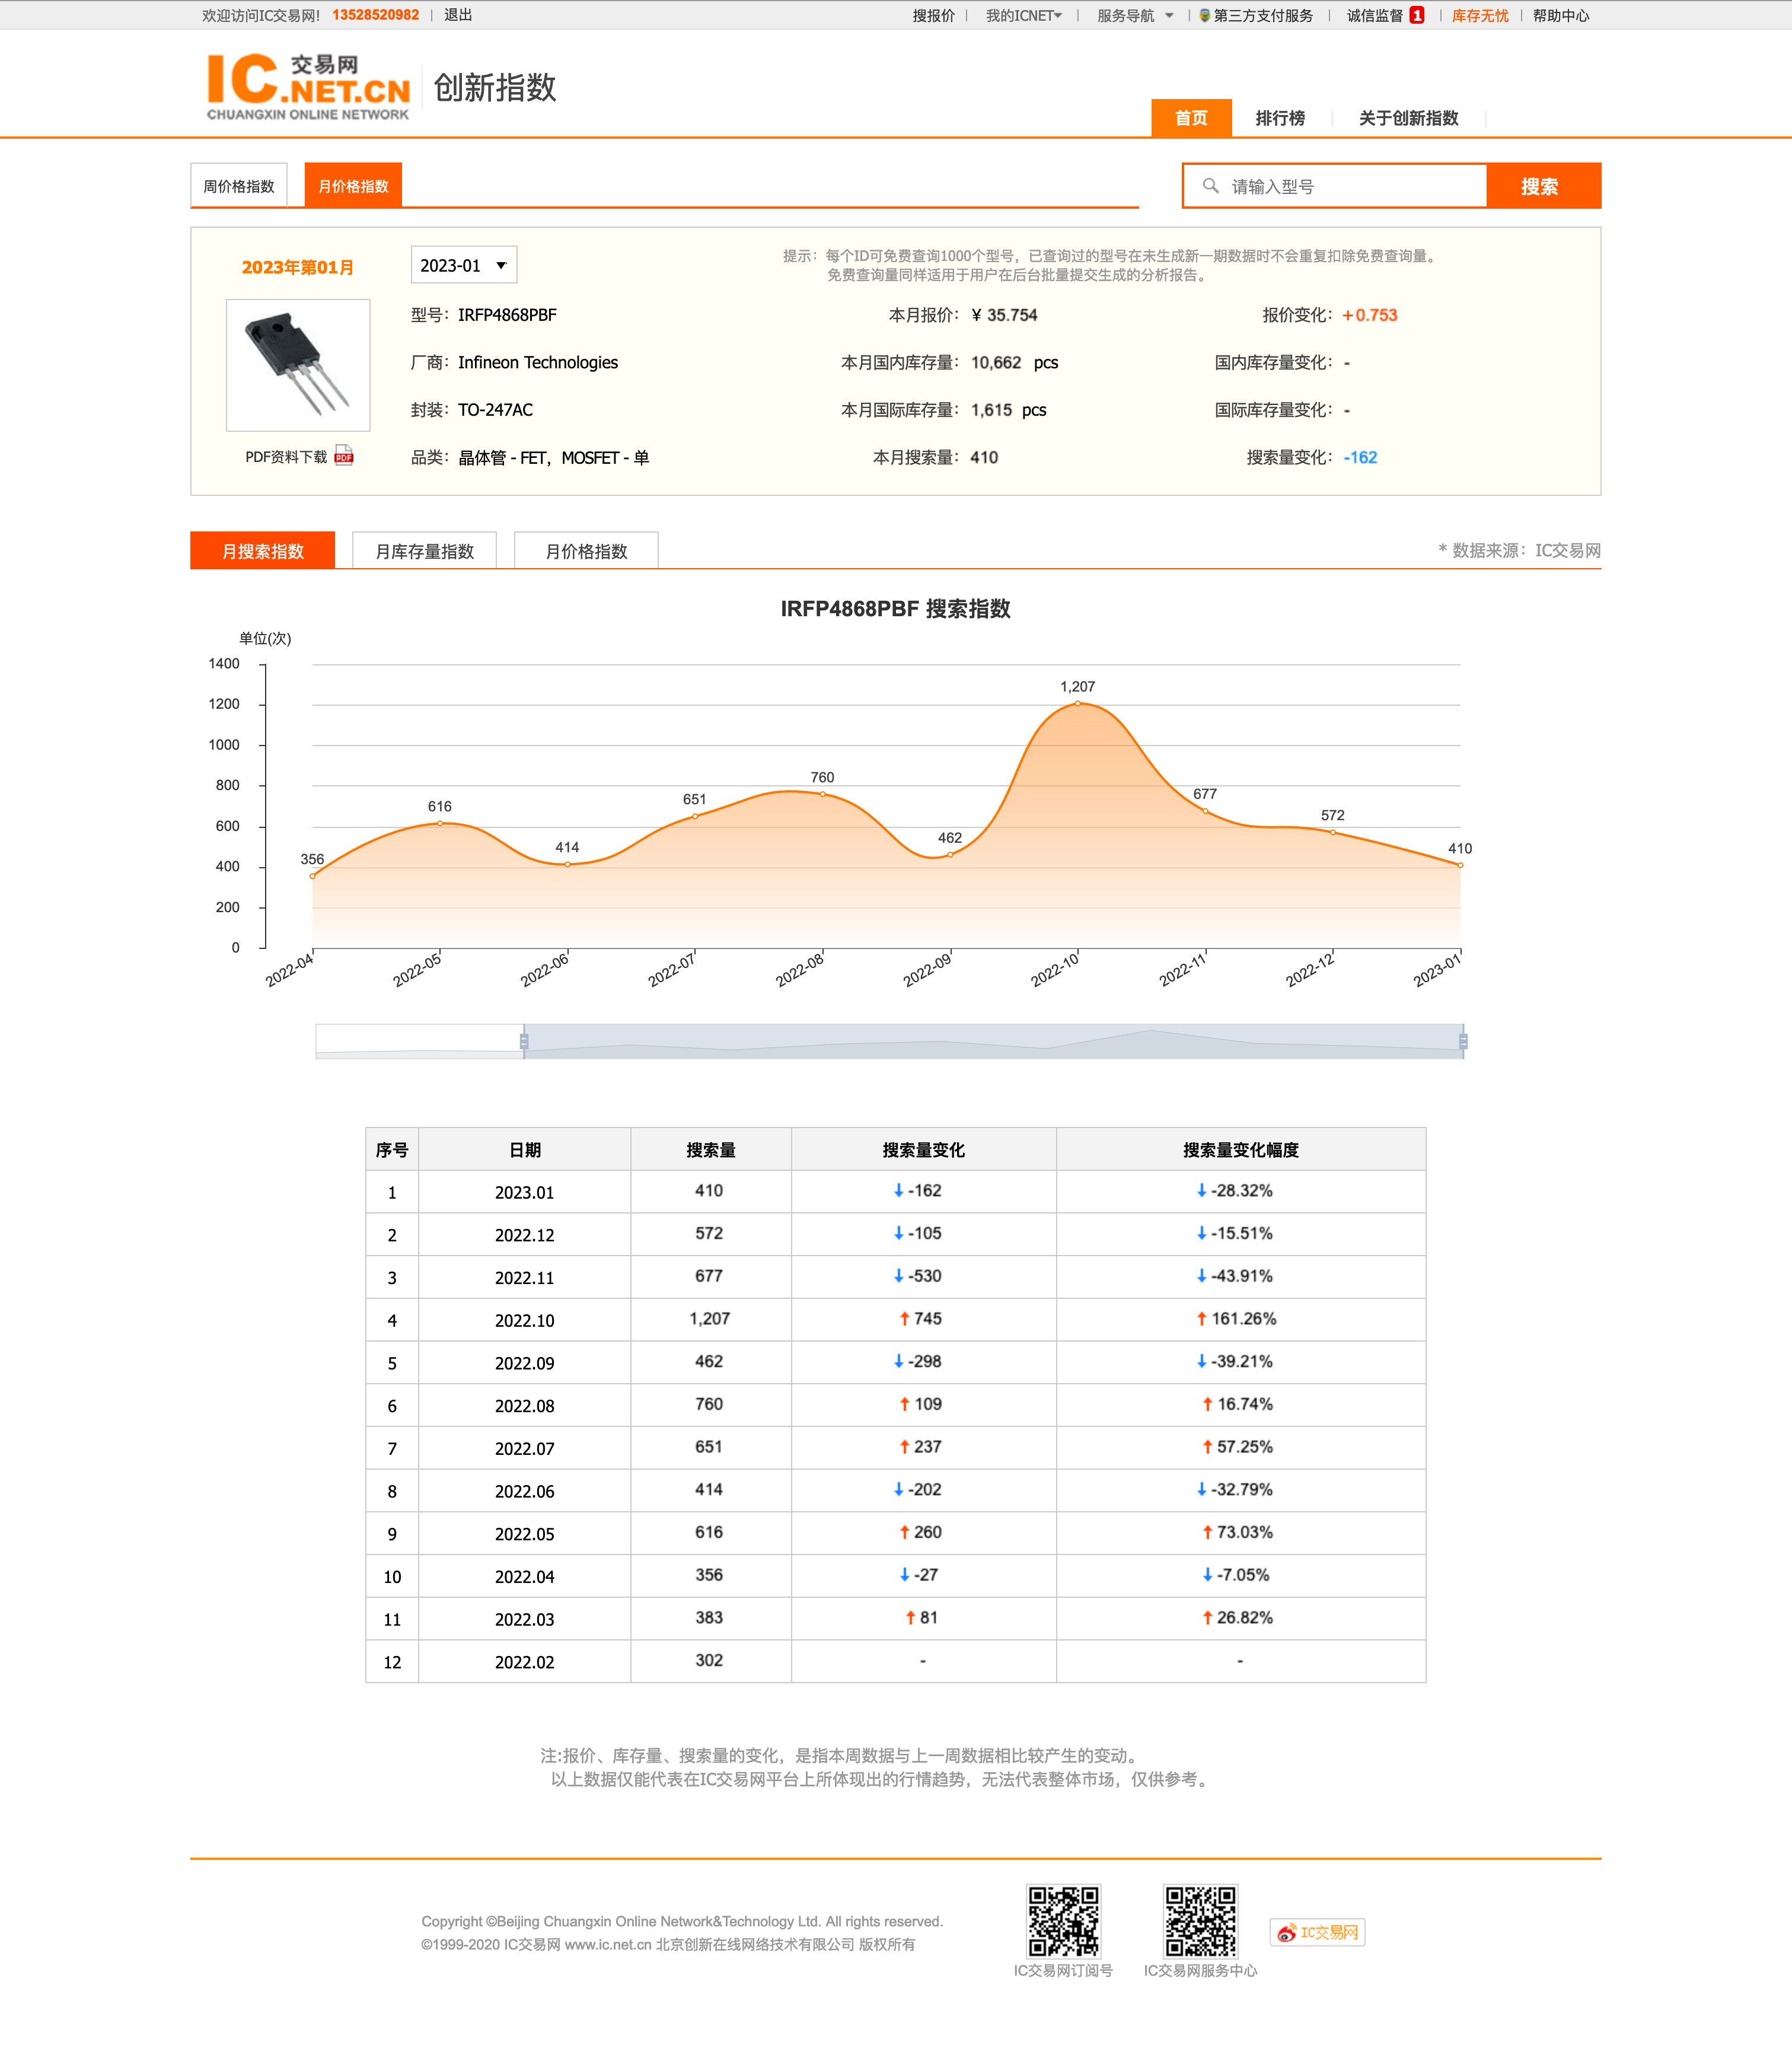 欢迎访问IC交易网! 13528520982 | 退出 搜报价 | 我的ICNET | 服务导航 | 第三方支付服务 | 诚信监督 1 | 库存无忧 | 帮助中心
IC交易网.NET.CN
CHUANGXIN ONLINE NETWORK
创新指数
首页 排行榜 关于创新指数
周价格指数 月价格指数 请输入型号 搜索
2023年第01月 2023-01 提示：每个ID可免费查询1000个型号，已查询过的型号在未生成新一期数据时不会重复扣除免费查询量。
免费查询量同样适用于用户在后台批量提交生成的分析报告。
型号：IRFP4868PBF 本月报价：¥ 35.754 报价变化：+0.753
厂商：Infineon Technologies 本月国内库存量：10,662 pcs 国内库存量变化：-
封装：TO-247AC 本月国际库存量：1,615 pcs 国际库存量变化：-
PDF资料下载 PDF 品类：晶体管 - FET，MOSFET - 单 本月搜索量：410 搜索量变化：-162
月搜索指数 月库存量指数 月价格指数 * 数据来源：IC交易网
IRFP4868PBF 搜索指数
单位(次)
1400
1200
1000
800
600
400
200
0
356 616 414 651 760 462 1,207 677 572 410
2022-04 2022-05 2022-06 2022-07 2022-08 2022-09 2022-10 2022-11 2022-12 2023-01
序号 日期 搜索量 搜索量变化 搜索量变化幅度
1 2023.01 410 ↓-162 ↓-28.32%
2 2022.12 572 ↓-105 ↓-15.51%
3 2022.11 677 ↓-530 ↓-43.91%
4 2022.10 1,207 ↑745 ↑161.26%
5 2022.09 462 ↓-298 ↓-39.21%
6 2022.08 760 ↑109 ↑16.74%
7 2022.07 651 ↑237 ↑57.25%
8 2022.06 414 ↓-202 ↓-32.79%
9 2022.05 616 ↑260 ↑73.03%
10 2022.04 356 ↓-27 ↓-7.05%
11 2022.03 383 ↑81 ↑26.82%
12 2022.02 302 - -
注:报价、库存量、搜索量的变化，是指本周数据与上一周数据相比较产生的变动。
以上数据仅能代表在IC交易网平台上所体现出的行情趋势，无法代表整体市场，仅供参考。
Copyright ©Beijing Chuangxin Online Network&Technology Ltd. All rights reserved.
©1999-2020 IC交易网 www.ic.net.cn 北京创新在线网络技术有限公司 版权所有
IC交易网订阅号 IC交易网服务中心
IC交易网